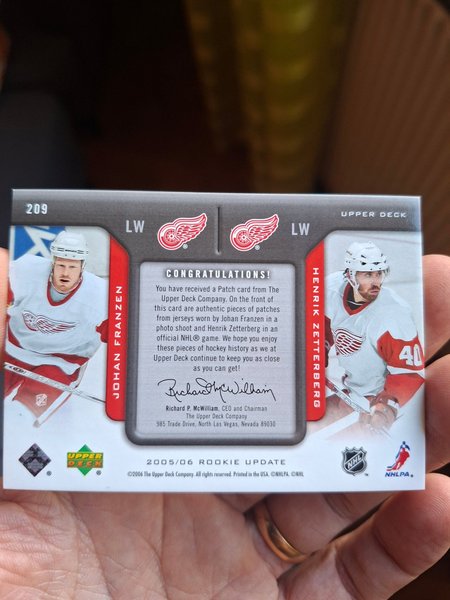 209
UPPER DECK
LW
LW
JOHAN FRANZEN
HENRIK ZETTERBERG
40
CONGRATULATIONS!
You have received a Patch card from The
Upper Deck Company. On the front of
this card are authentic pieces of patches
from jerseys worn by Johan Franzen in a
photo shoot and Henrik Zetterberg in an
official NHL® game. We hope you enjoy
these pieces of hockey history as we at
Upper Deck continue to keep you as close
as you can get!
Richard P. McWilliam
Richard P. McWilliam, CEO and Chairman
The Upper Deck Company
985 Trade Drive, North Las Vegas, Nevada 89030
UPPER
DECK
2005/06 ROOKIE UPDATE
NHL
NHLPA
©2006 The Upper Deck Company. All rights reserved. Printed in the USA. ©NHLPA. ©NHL